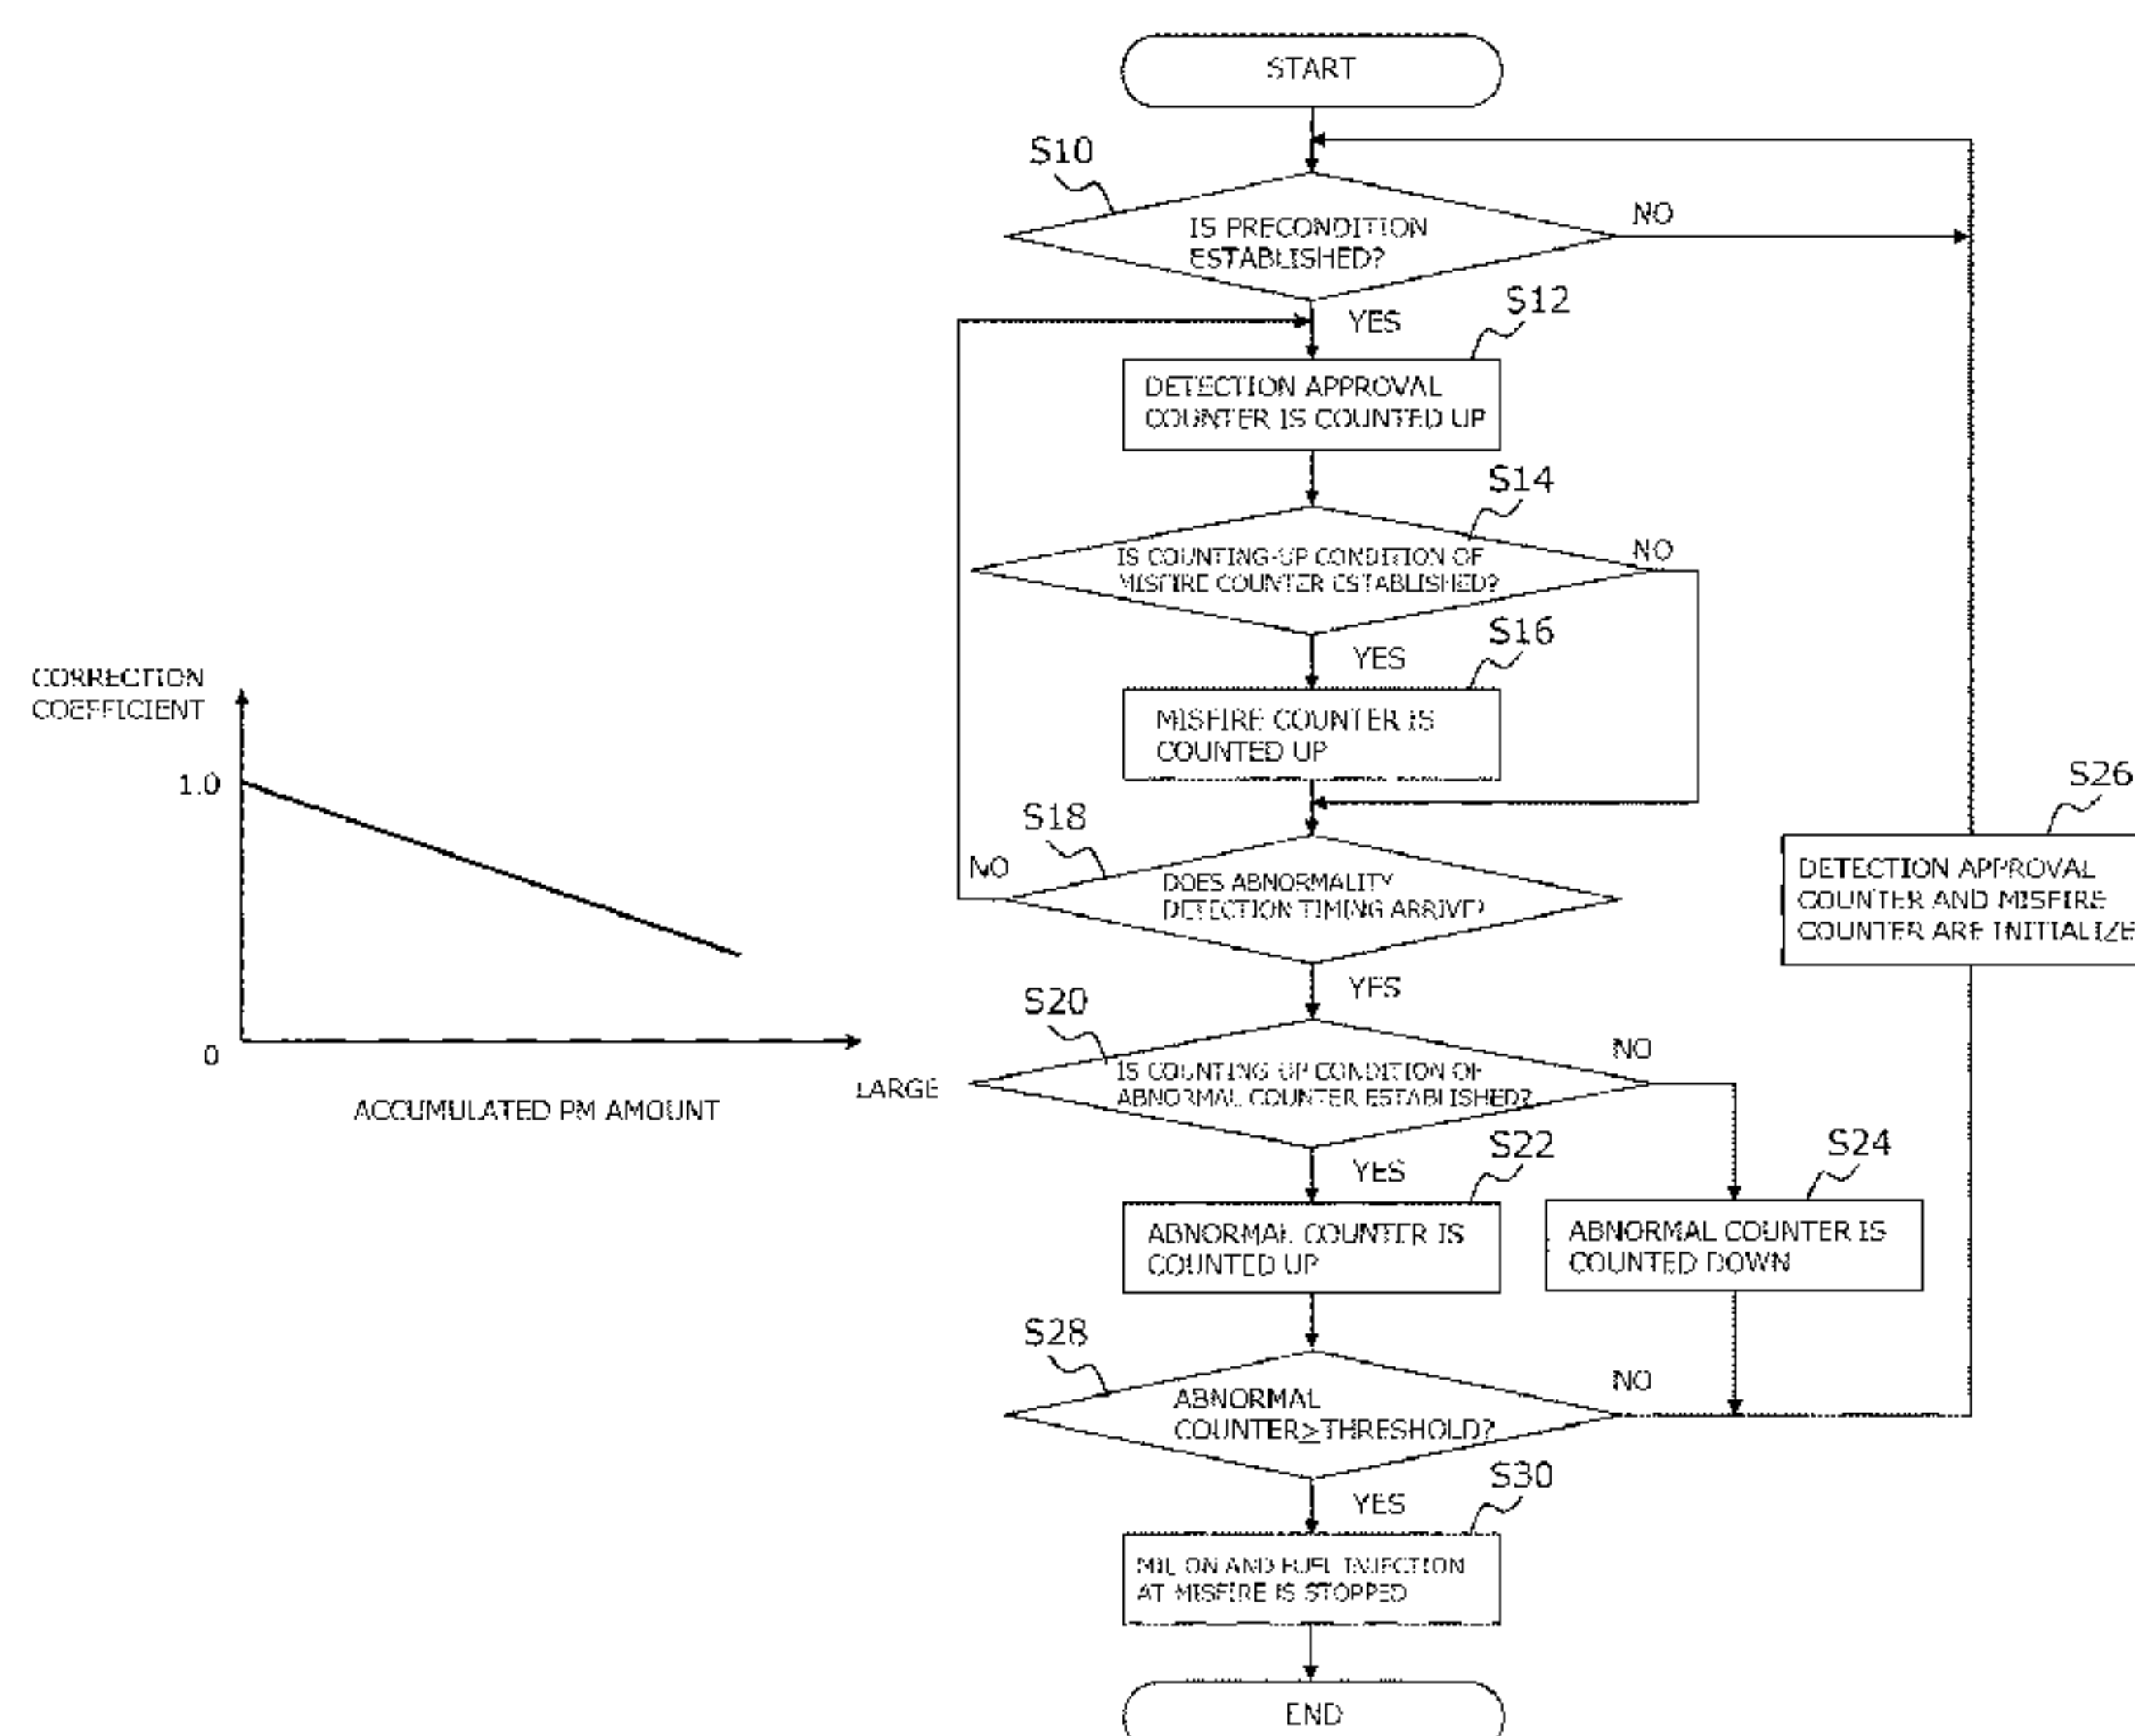 START
S10
IS PRECONDITION
ESTABLISHED?
NO
YES
S12
DETECTION APPROVAL
COUNTER IS COUNTED UP
S14
IS COUNTING-UP CONDITION OF
MISFIRE COUNTER ESTABLISHED?
NO
YES
S16
MISFIRE COUNTER IS
COUNTED UP
S18
DOES ABNORMALITY
DETECTION TIMING ARRIVE?
NO
YES
S20
IS COUNTING-UP CONDITION OF
ABNORMAL COUNTER ESTABLISHED?
NO
YES
S22
ABNORMAL COUNTER IS
COUNTED UP
S24
ABNORMAL COUNTER IS
COUNTED DOWN
S26
DETECTION APPROVAL
COUNTER AND MISFIRE
COUNTER ARE INITIALIZE
S28
ABNORMAL
COUNTER≥THRESHOLD?
NO
YES
S30
MIL ON AND FUEL INJECTION
AT MISFIRE IS STOPPED
END
CORRECTION
COEFFICIENT
1.0
0
LARGE
ACCUMULATED PM AMOUNT